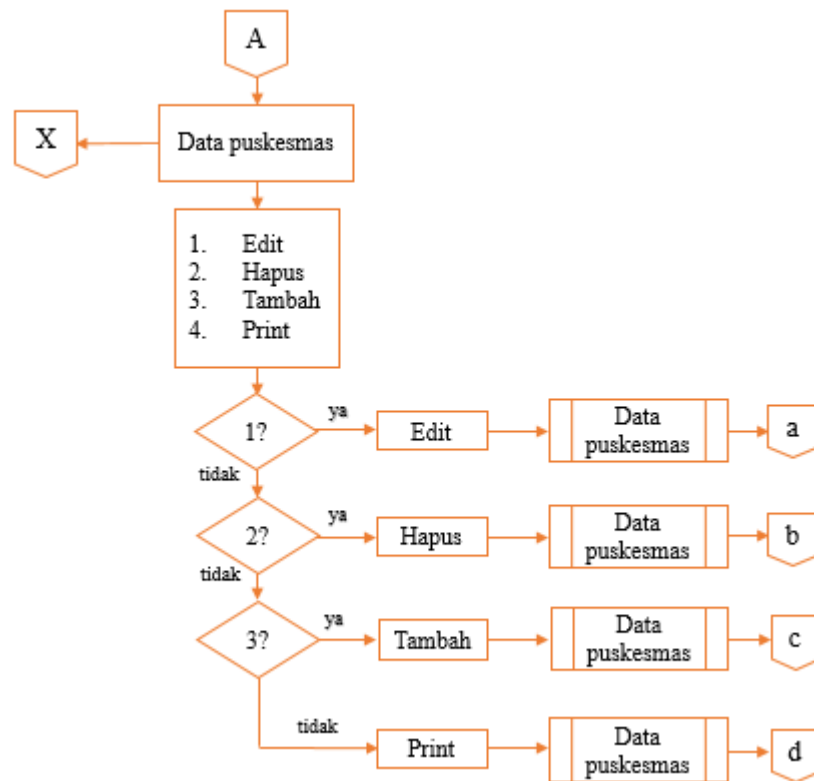 A
X
Data puskesmas
1. Edit
2. Hapus
3. Tambah
4. Print
1?
ya
Edit
Data
puskesmas
a
tidak
2?
ya
Hapus
Data
puskesmas
b
tidak
3?
ya
Tambah
Data
puskesmas
c
tidak
Print
Data
puskesmas
d